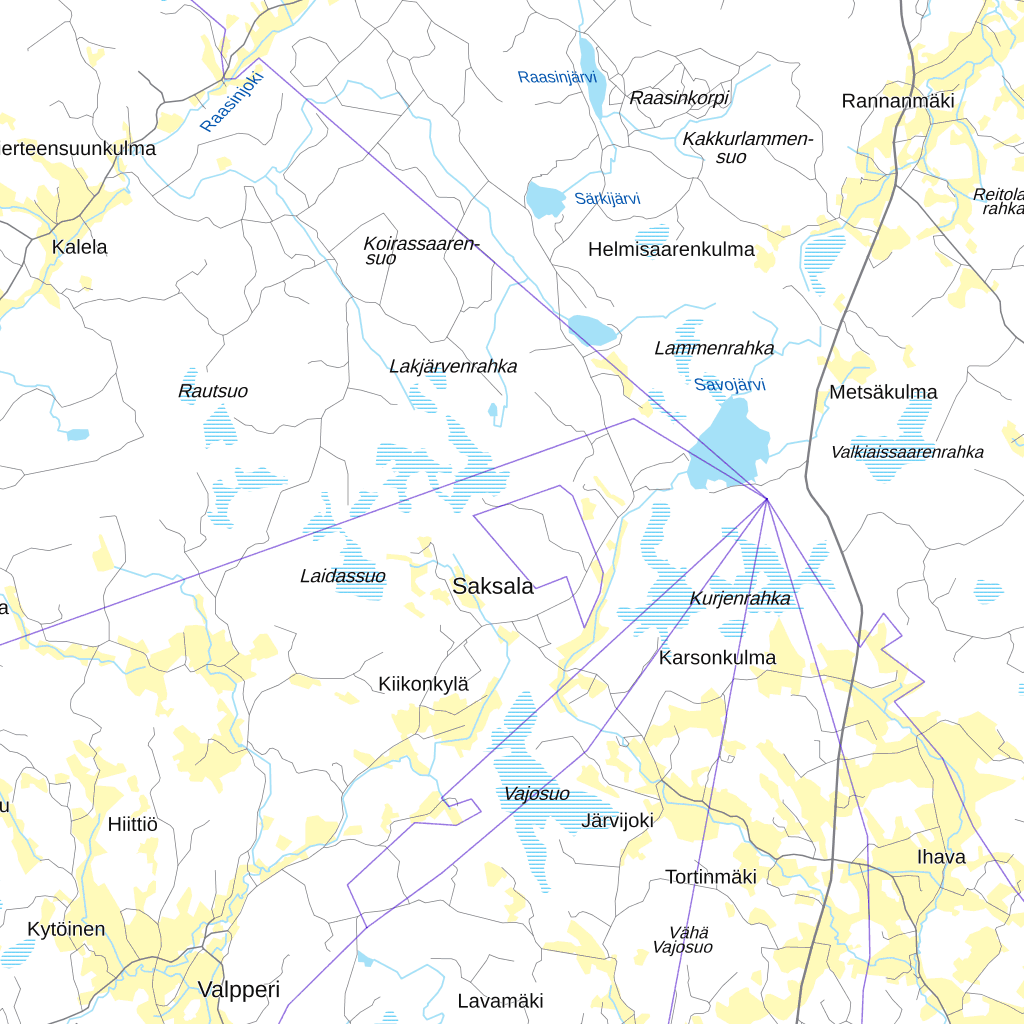 Raasinjärvi
Raasinkorpi
Rannanmäki
Raasinjoki
Kakkurlammen-
suo
ierteensuunkulma
Särkijärvi
Reitola
rahka
Kalela
Koirassaaren-
suo
Helmisaarenkulma
Lammenrahka
Lakjärvenrahka
Savojärvi
Rautsuo
Metsäkulma
Valkiaissaarenrahka
Laidassuo
Saksala
Kurjenrahka
a
Karsonkulma
Kiikonkylä
Vajosuo
u
Hiittiö
Järvijoki
Ihava
Tortinmäki
Kytöinen
Vähä
Vajosuo
Valpperi
Lavamäki